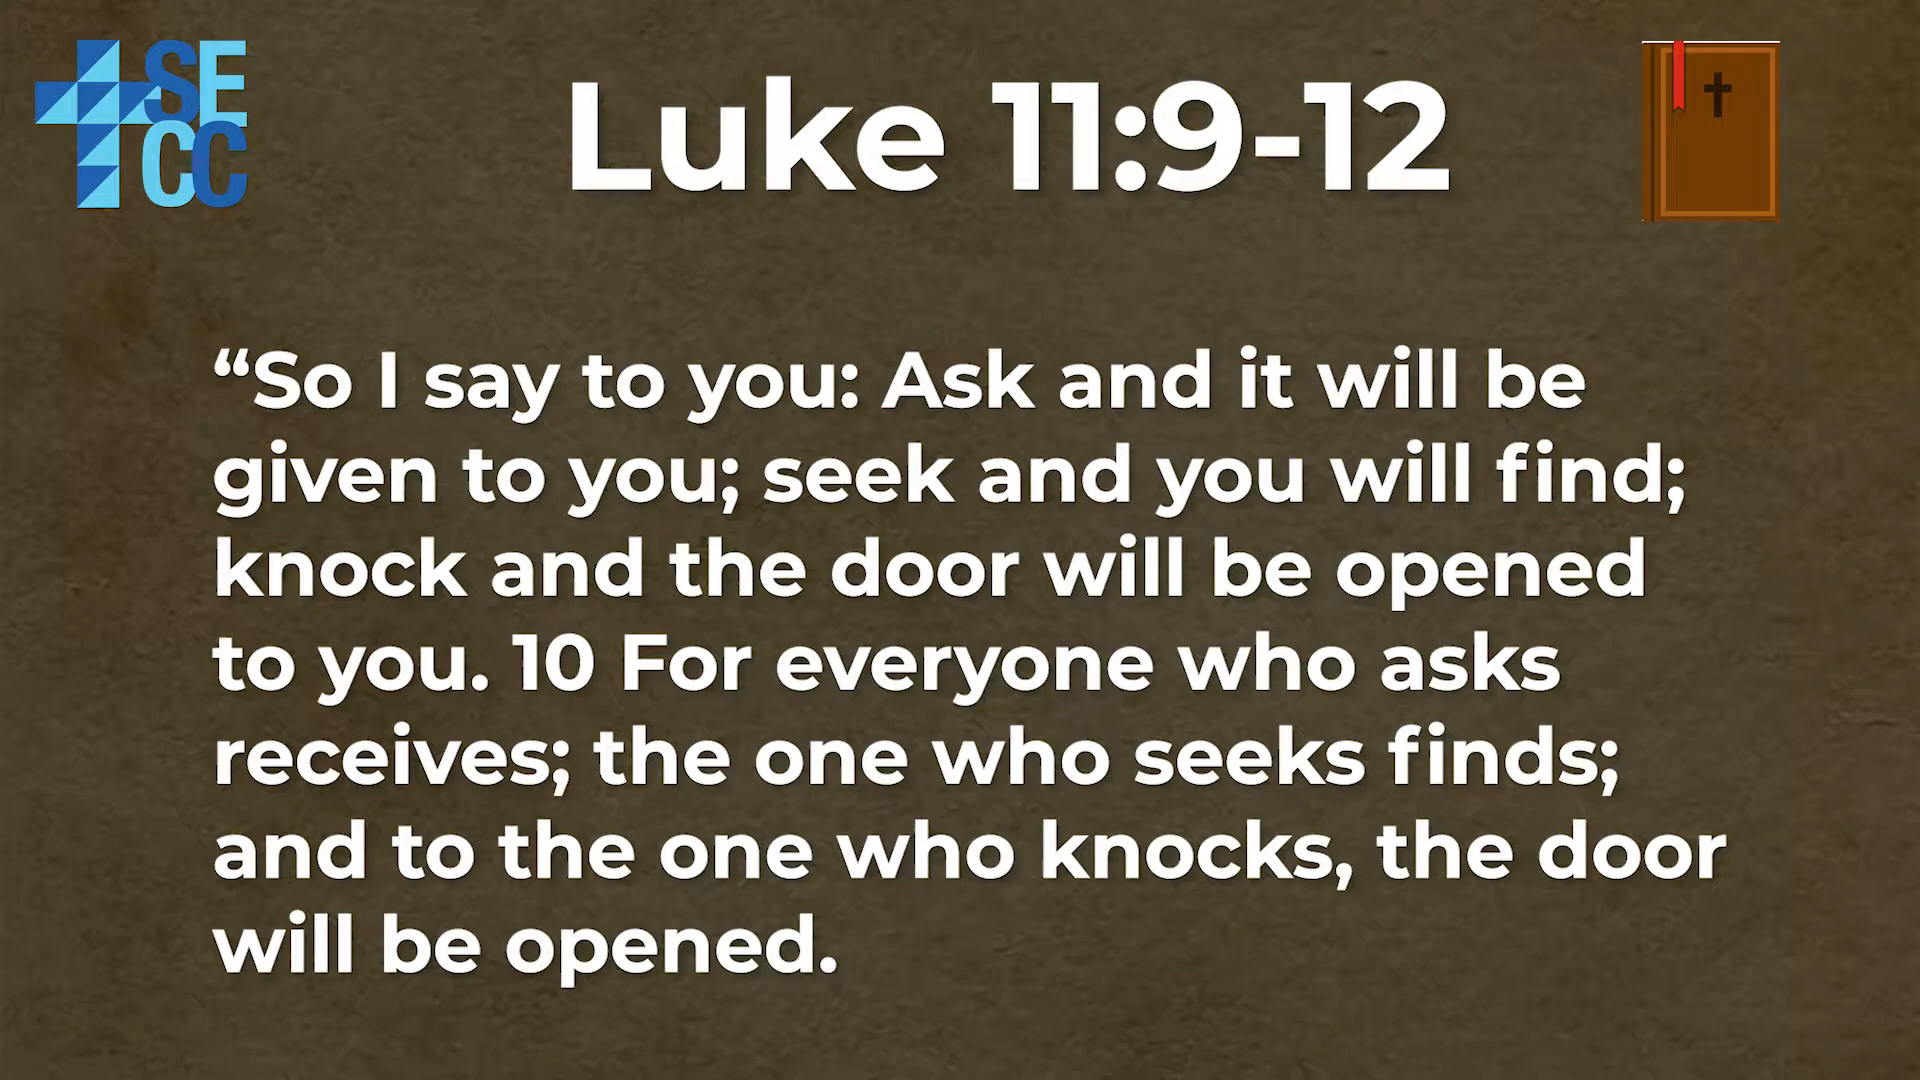 SE
CC
Luke 11:9-12
“So I say to you: Ask and it will be
given to you; seek and you will find;
knock and the door will be opened
to you. 10 For everyone who asks
receives; the one who seeks finds;
and to the one who knocks, the door
will be opened.